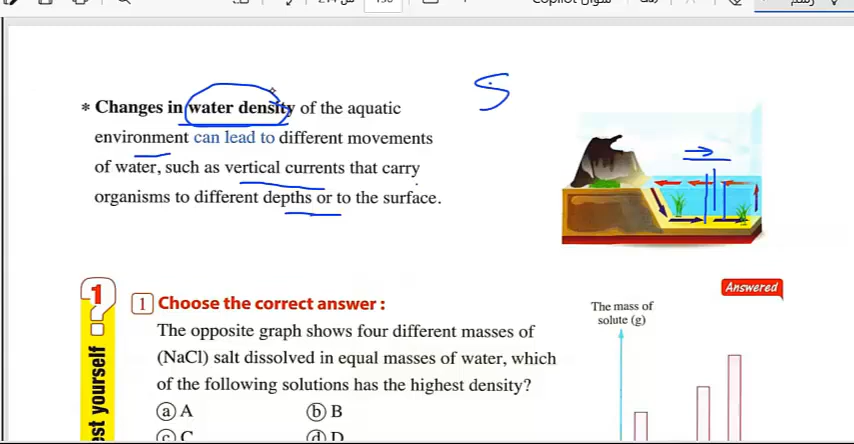 * Changes in water density of the aquatic
environment can lead to different movements
of water, such as vertical currents that carry
organisms to different depths or to the surface.
S
Answered
1
?
est yourself
1 Choose the correct answer :
The opposite graph shows four different masses of
(NaCl) salt dissolved in equal masses of water, which
of the following solutions has the highest density?
ⓐ A
ⓑ B
ⓒ C
ⓓ D
The mass of
solute (g)